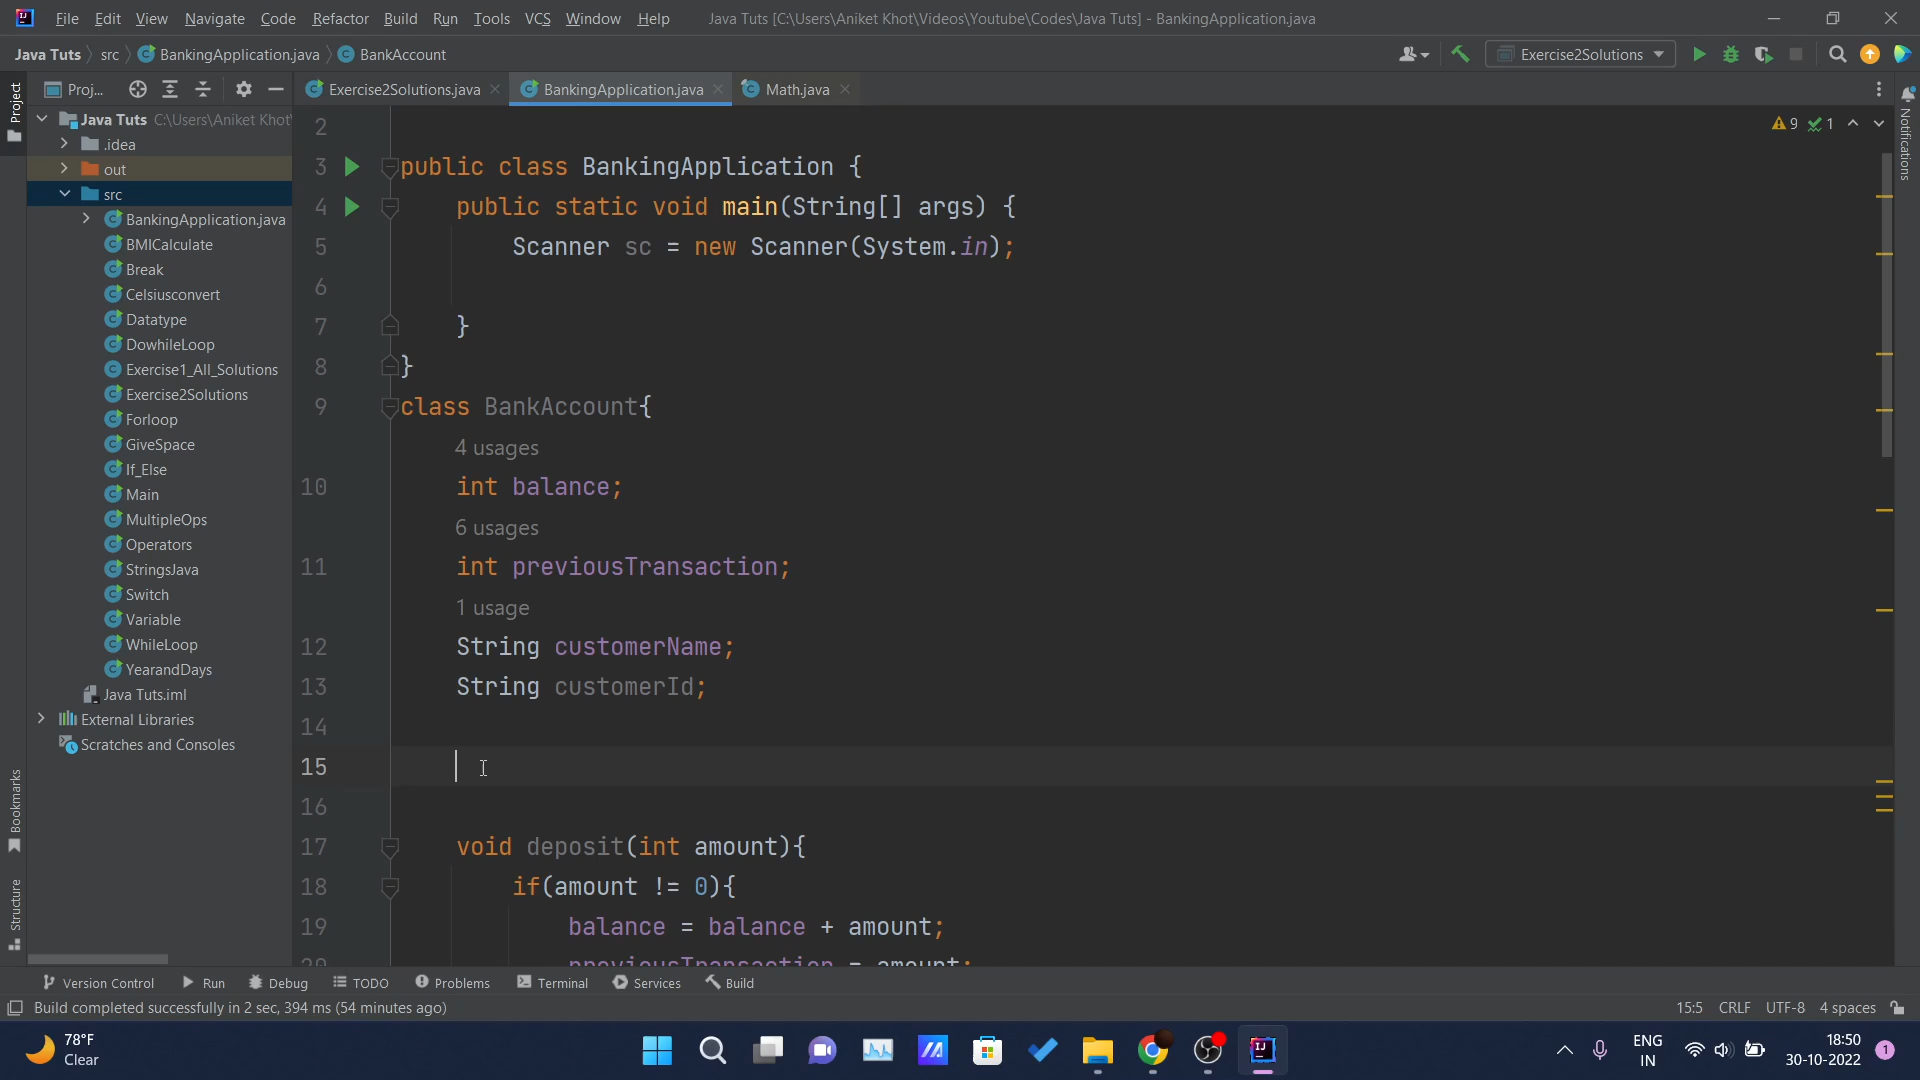 File Edit View Navigate Code Refactor Build Run Tools VCS Window Help Java Tuts [C:\Users\Aniket Khot\Videos\Youtube\Codes\Java Tuts] - BankingApplication.java
Java Tuts src BankingApplication.java BankAccount Exercise2Solutions
Project
Proj...
Exercise2Solutions.java BankingApplication.java Math.java
Notifications
Java Tuts C:\Users\Aniket Khot\
.idea
out
src
BankingApplication.java
BMICalculate
Break
Celsiusconvert
Datatype
DowhileLoop
Exercise1_All_Solutions
Exercise2Solutions
Forloop
GiveSpace
If_Else
Main
MultipleOps
Operators
StringsJava
Switch
Variable
WhileLoop
YearandDays
Java Tuts.iml
External Libraries
Scratches and Consoles
9 1
2
3 public class BankingApplication {
4 public static void main(String[] args) {
5 Scanner sc = new Scanner(System.in);
6
7 }
8 }
9 class BankAccount{
4 usages
10 int balance;
6 usages
11 int previousTransaction;
1 usage
12 String customerName;
13 String customerId;
14
15
16
17 void deposit(int amount){
18 if(amount != 0){
19 balance = balance + amount;
20 previousTransaction = amount;
Bookmarks
Structure
Version Control Run Debug TODO Problems Terminal Services Build
Build completed successfully in 2 sec, 394 ms (54 minutes ago) 15:5 CRLF UTF-8 4 spaces
78°F
Clear
ENG
IN
18:50
30-10-2022
1